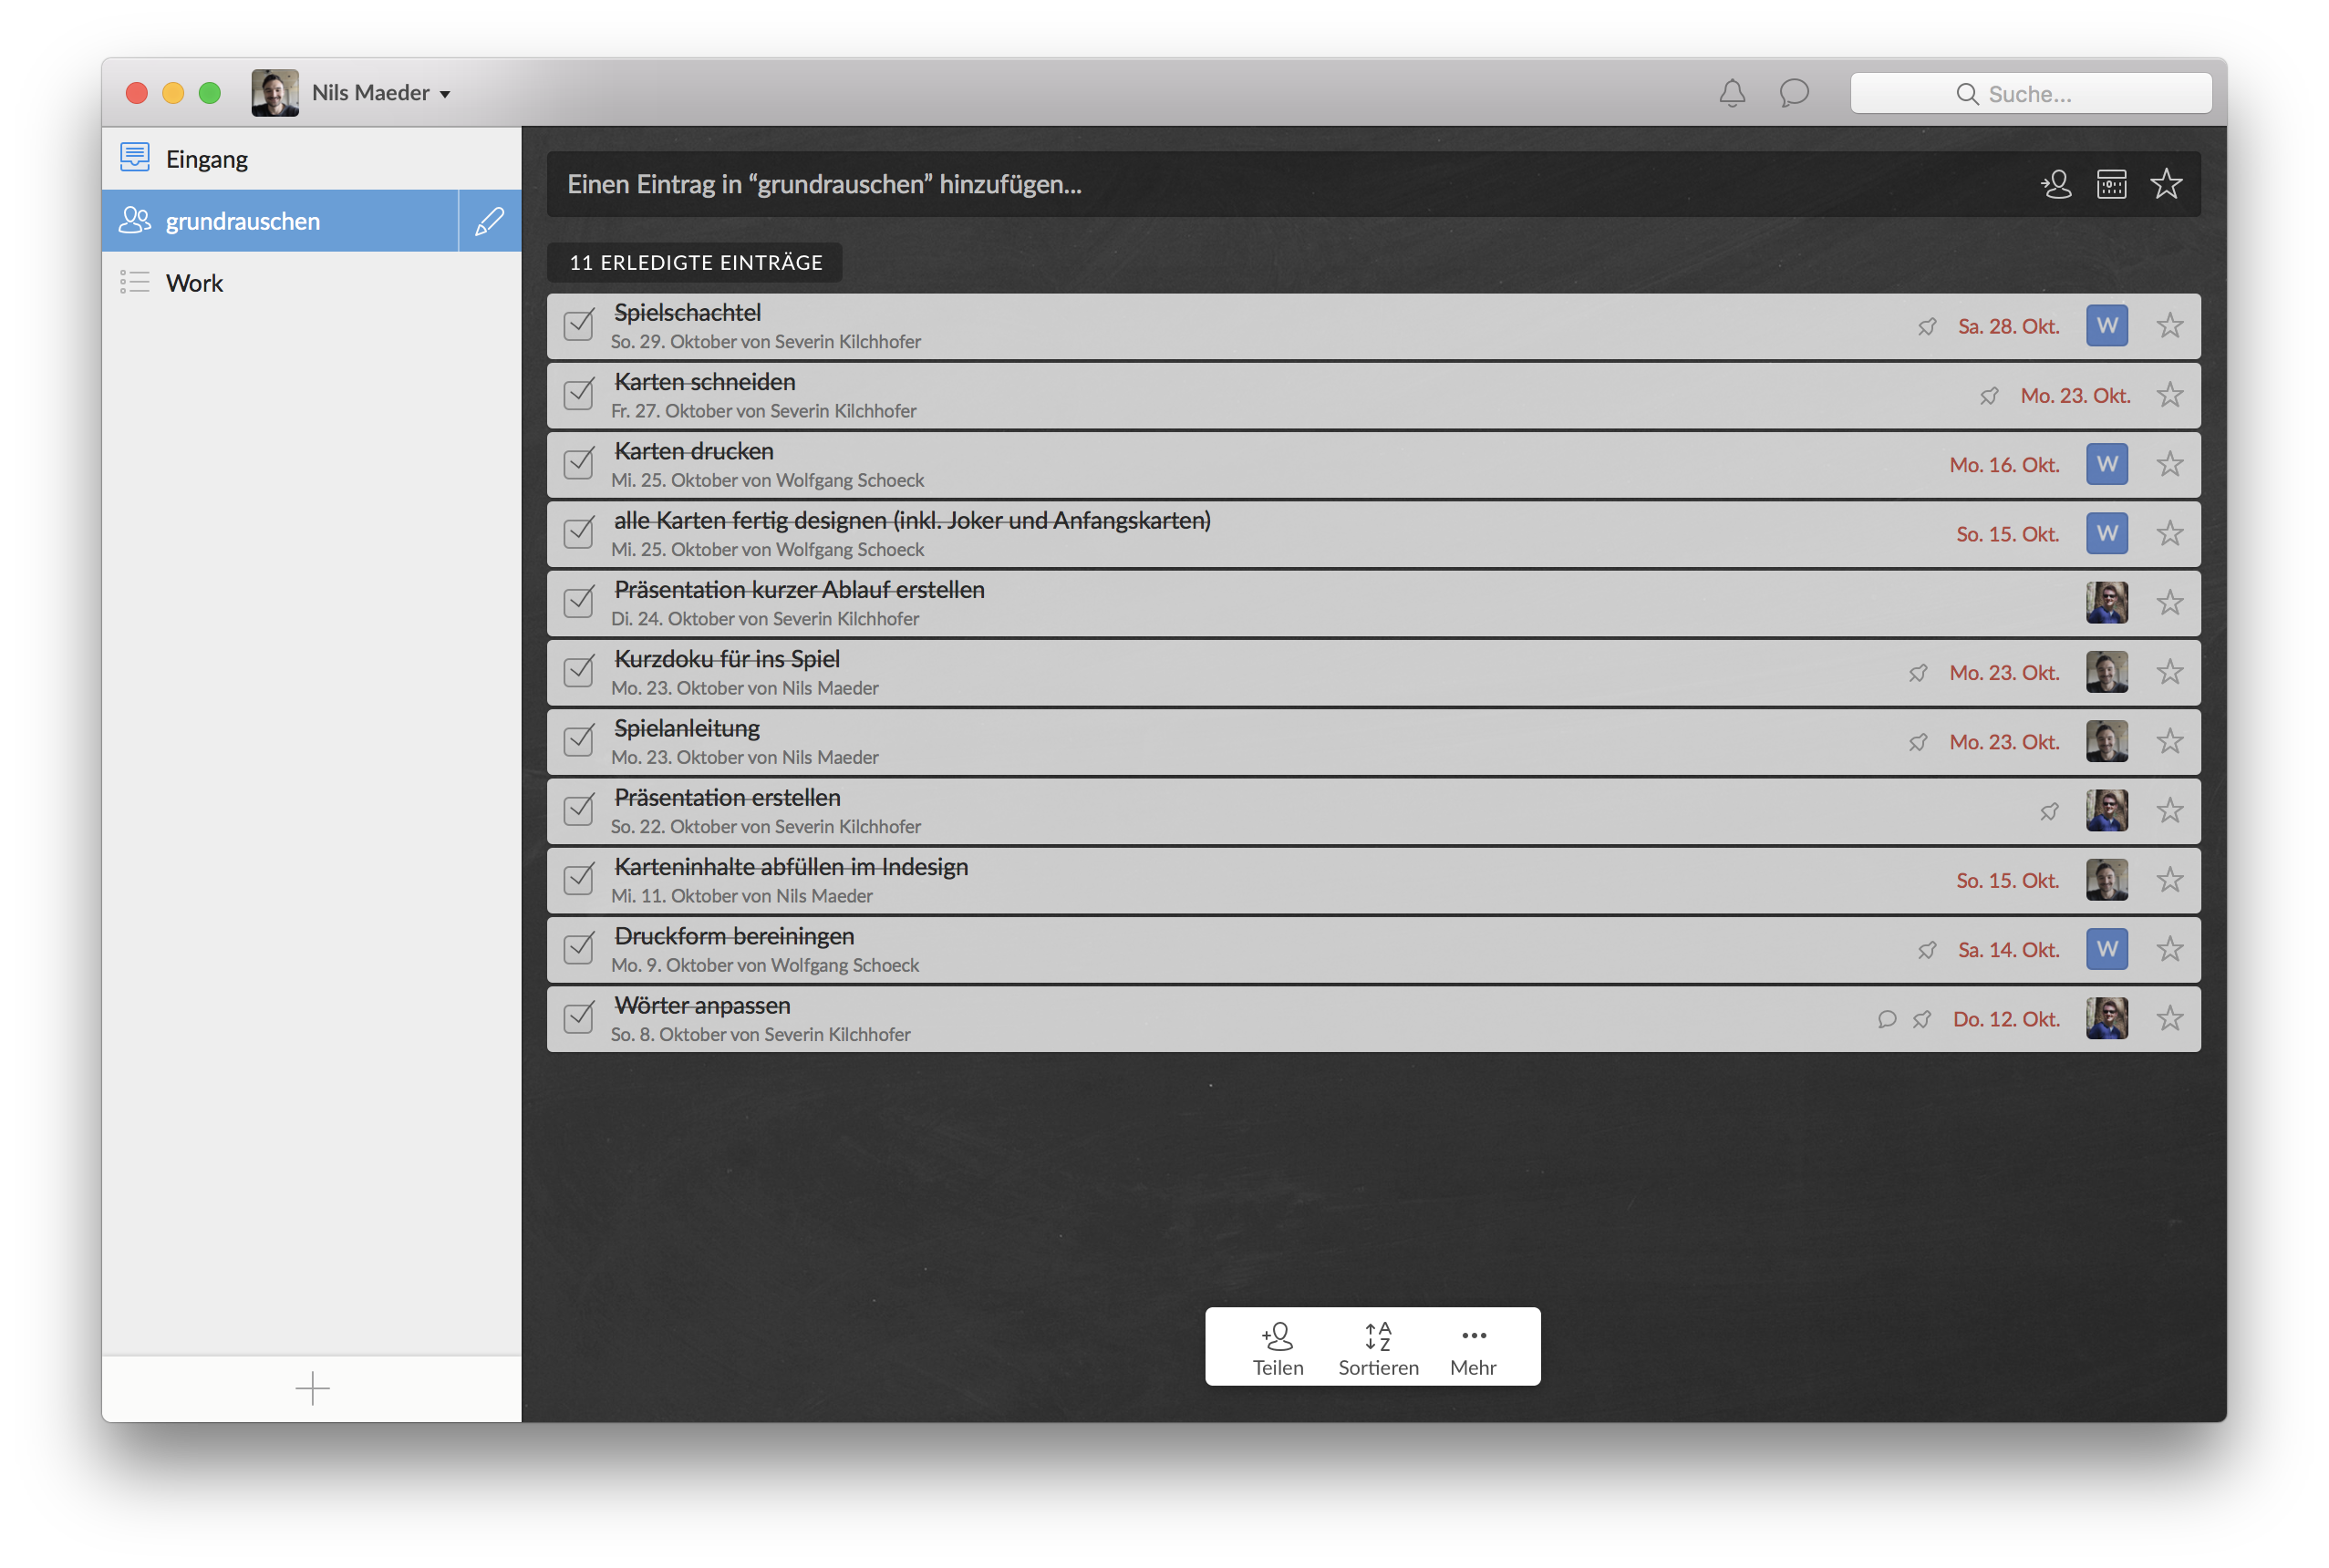 Nils Maeder
Suche...
Eingang
grundrauschen
Work
Einen Eintrag in “grundrauschen” hinzufügen...
11 ERLEDIGTE EINTRÄGE
Spielschachtel
So. 29. Oktober von Severin Kilchhofer
Sa. 28. Okt.
W
Karten schneiden
Fr. 27. Oktober von Severin Kilchhofer
Mo. 23. Okt.
Karten drucken
Mi. 25. Oktober von Wolfgang Schoeck
Mo. 16. Okt.
W
alle Karten fertig designen (inkl. Joker und Anfangskarten)
Mi. 25. Oktober von Wolfgang Schoeck
So. 15. Okt.
W
Präsentation kurzer Ablauf erstellen
Di. 24. Oktober von Severin Kilchhofer
Kurzdoku für ins Spiel
Mo. 23. Oktober von Nils Maeder
Mo. 23. Okt.
Spielanleitung
Mo. 23. Oktober von Nils Maeder
Mo. 23. Okt.
Präsentation erstellen
So. 22. Oktober von Severin Kilchhofer
Karteninhalte abfüllen im Indesign
Mi. 11. Oktober von Nils Maeder
So. 15. Okt.
Druckform bereiningen
Mo. 9. Oktober von Wolfgang Schoeck
Sa. 14. Okt.
W
Wörter anpassen
So. 8. Oktober von Severin Kilchhofer
Do. 12. Okt.
A
Z
Teilen
Sortieren
Mehr